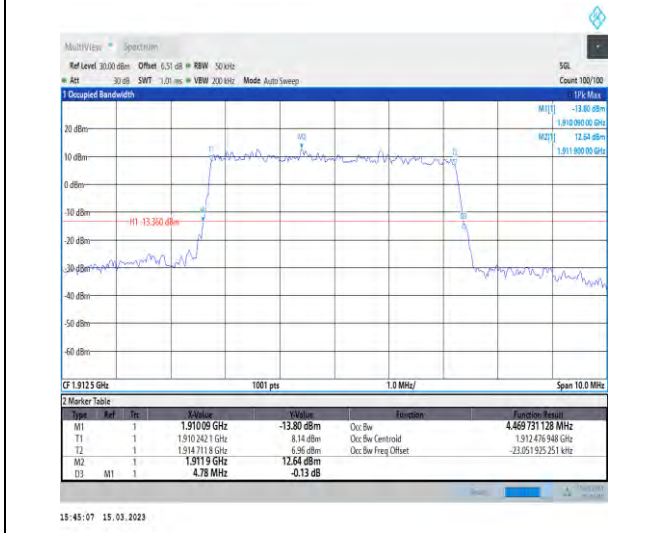 MultiView Spectrum
Ref Level 30.00 dBm Offset 6.51 dB RBW 50 kHz SGL
Att 30 dB SWT 1.01 ms VBW 200 kHz Mode Auto Sweep Count 100/100
1 Occupied Bandwidth 1Pk Max
M1[1] -13.80 dBm
1.910 090 00 GHz
M2[1] 12.64 dBm
1.911 900 00 GHz
20 dBm
M2
T1
T2
10 dBm
0 dBm
-10 dBm
D3
H1 -13.360 dBm
-20 dBm
-30 dBm
-40 dBm
-50 dBm
-60 dBm
CF 1.912 5 GHz 1001 pts 1.0 MHz/ Span 10.0 MHz
2 Marker Table
Type Ref Trc X-Value Y-Value Function Function Result
M1 1 1.91009 GHz -13.80 dBm Occ Bw 4.469 731 128 MHz
T1 1 1.910 242 1 GHz 8.14 dBm Occ Bw Centroid 1.912 476 948 GHz
T2 1 1.914 711 8 GHz 6.96 dBm Occ Bw Freq Offset -23.051 925 251 kHz
M2 1 1.9119 GHz 12.64 dBm
D3 M1 1 4.78 MHz -0.13 dB
15:45:07 15.03.2023